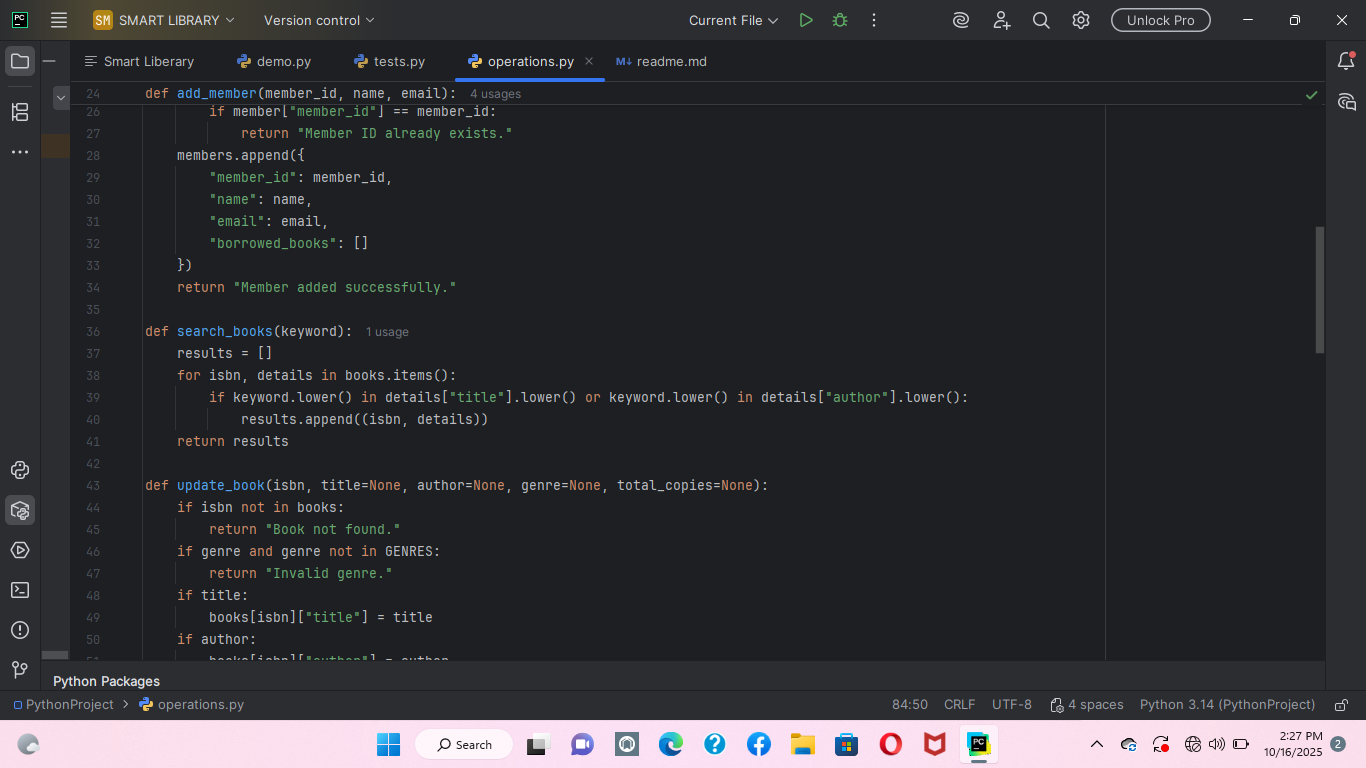 PC SM SMART LIBRARY Version control Current File Unlock Pro
Smart Liberary demo.py tests.py operations.py M↓ readme.md
24 def add_member(member_id, name, email): 4 usages
26 if member["member_id"] == member_id:
27 return "Member ID already exists."
28 members.append({
29 "member_id": member_id,
30 "name": name,
31 "email": email,
32 "borrowed_books": []
33 })
34 return "Member added successfully."
35
36 def search_books(keyword): 1 usage
37 results = []
38 for isbn, details in books.items():
39 if keyword.lower() in details["title"].lower() or keyword.lower() in details["author"].lower():
40 results.append((isbn, details))
41 return results
42
43 def update_book(isbn, title=None, author=None, genre=None, total_copies=None):
44 if isbn not in books:
45 return "Book not found."
46 if genre and genre not in GENRES:
47 return "Invalid genre."
48 if title:
49 books[isbn]["title"] = title
50 if author:
51 books[isbn]["author"] = author
Python Packages
PythonProject > operations.py 84:50 CRLF UTF-8 4 spaces Python 3.14 (PythonProject)
Search PC 2:27 PM
10/16/2025 2